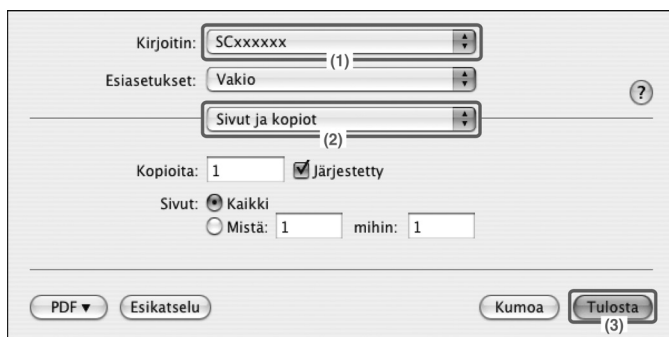 Kirjoitin: SCxxxxxx
(1)
Esiasetukset: Vakio
?
Sivut ja kopiot
(2)
Kopioita: 1 Järjestetty
Sivut: Kaikki
Mistä: 1 mihin: 1
PDF ▼ Esikatselu Kumoa Tulosta
(3)